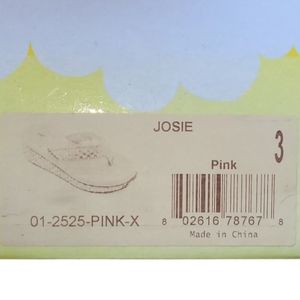 JOSIE
3
Pink
01-2525-PINK-X
8 02616 78767 8
Made in China